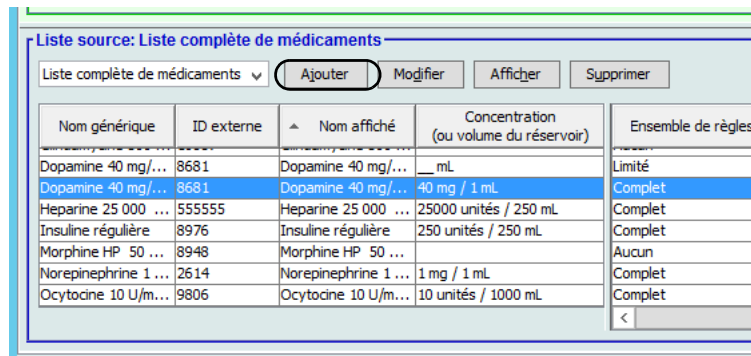 Liste source: Liste complète de médicaments
Liste complète de médicaments Ajouter Modifier Afficher Supprimer
Nom générique ID externe Nom affiché Concentration (ou volume du réservoir) Ensemble de règles
Dopamine 40 mg/... 8681 Dopamine 40 mg/... __ mL Limité
Dopamine 40 mg/... 8681 Dopamine 40 mg/... 40 mg / 1 mL Complet
Heparine 25 000 ... 555555 Heparine 25 000 ... 25000 unités / 250 mL Complet
Insuline régulière 8976 Insuline régulière 250 unités / 250 mL Complet
Morphine HP 50 ... 8948 Morphine HP 50 ... Aucun
Norepinephrine 1 ... 2614 Norepinephrine 1 ... 1 mg / 1 mL Complet
Ocytocine 10 U/m... 9806 Ocytocine 10 U/m... 10 unités / 1000 mL Complet